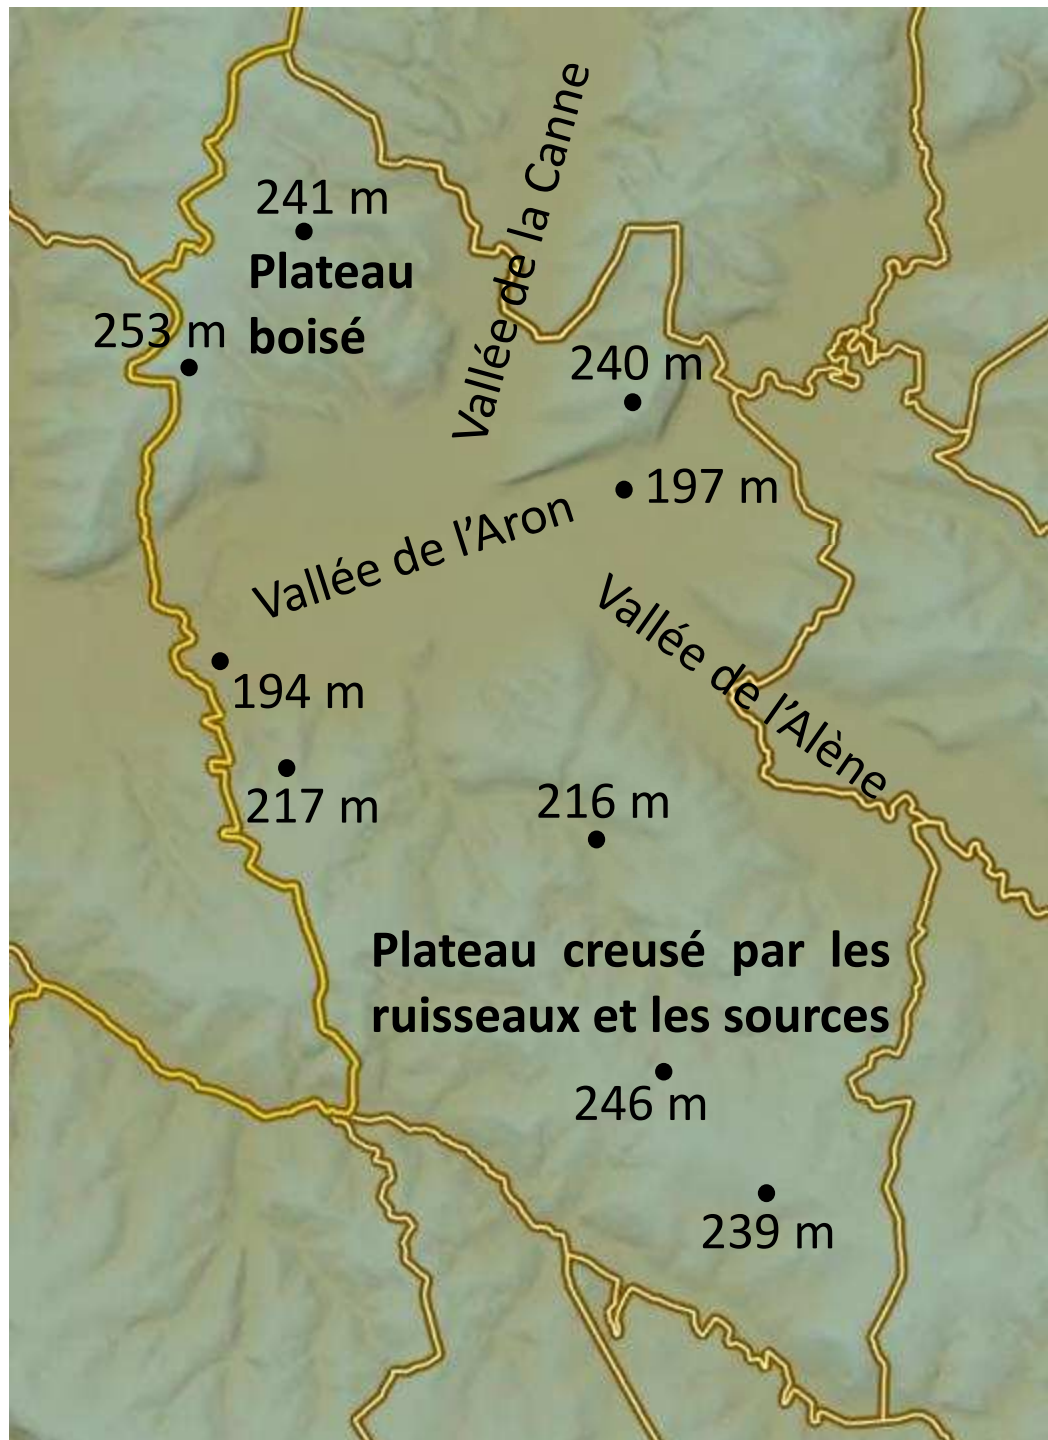 Vallée de la Canne
241 m
Plateau
boisé
253 m
240 m
197 m
Vallée de l’Aron
Vallée de l’Alène
194 m
217 m
216 m
Plateau creusé par les
ruisseaux et les sources
246 m
239 m